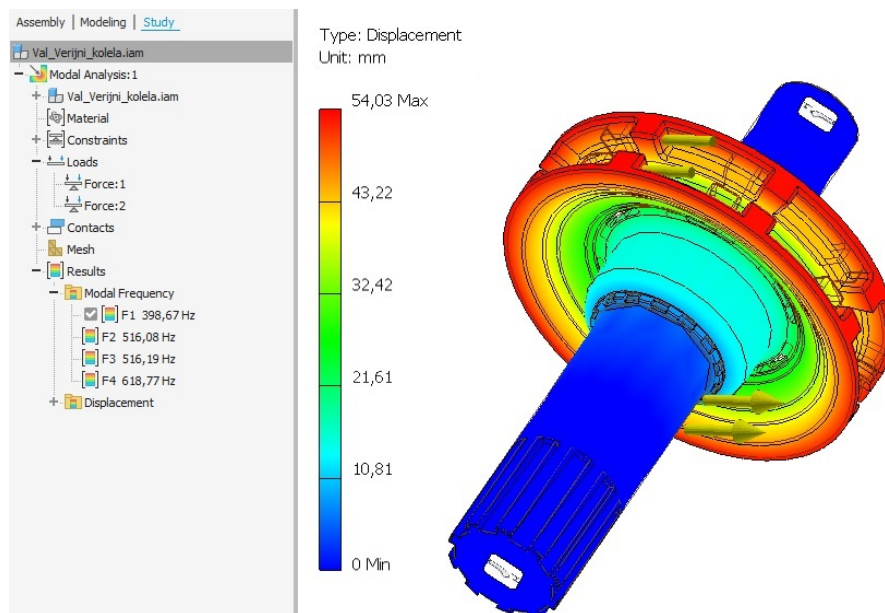 Assembly | Modeling | Study
Val_Verijni_kolela.iam
Modal Analysis:1
Val_Verijni_kolela.iam
Material
Constraints
Loads
Force:1
Force:2
Contacts
Mesh
Results
Modal Frequency
F1 398,67 Hz
F2 516,08 Hz
F3 516,19 Hz
F4 618,77 Hz
Displacement
Type: Displacement
Unit: mm
54,03 Max
43,22
32,42
21,61
10,81
0 Min